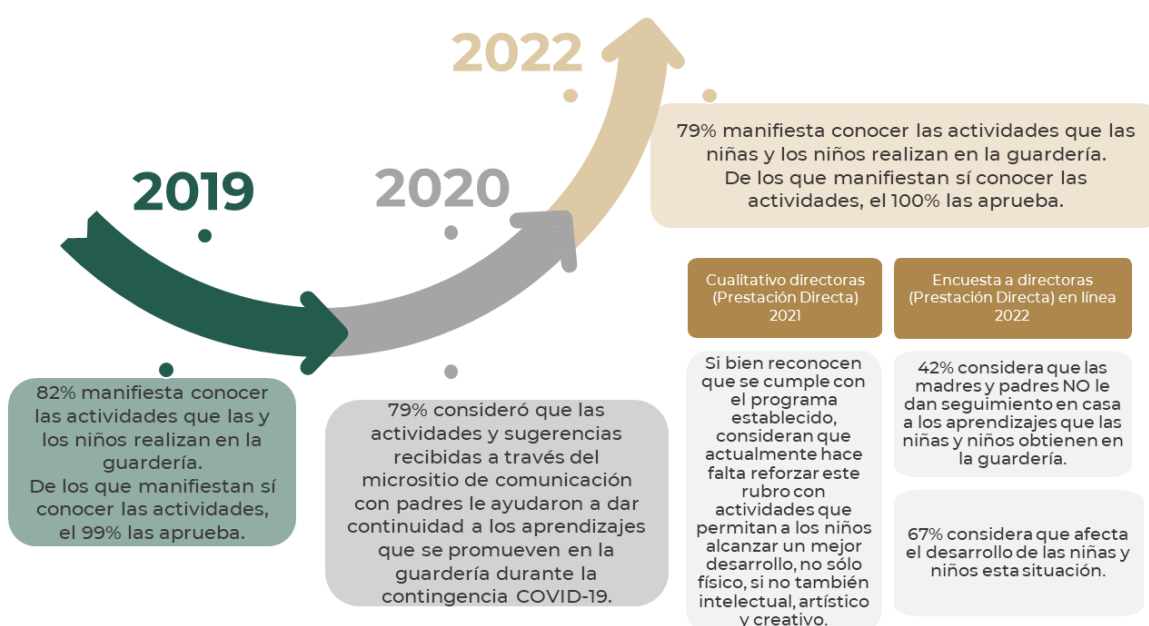 2022
79% manifiesta conocer las actividades que las
niñas y los niños realizan en la guardería.
De los que manifiestan sí conocer las
actividades, el 100% las aprueba.
2019
2020
82% manifiesta conocer
las actividades que las y
los niños realizan en la
guardería.
De los que manifiestan sí
conocer las actividades,
el 99% las aprueba.
79% consideró que las
actividades y sugerencias
recibidas a través del
micrositio de comunicación
con padres le ayudaron a dar
continuidad a los aprendizajes
que se promueven en la
guardería durante la
contingencia COVID-19.
Cualitativo directoras
(Prestación Directa)
2021
Si bien reconocen
que se cumple con
el programa
establecido,
consideran que
actualmente hace
falta reforzar este
rubro con
actividades que
permitan a los niños
alcanzar un mejor
desarrollo, no sólo
físico, si no también
intelectual, artístico
y creativo.
Encuesta a directoras
(Prestación Directa) en línea
2022
42% considera que las
madres y padres NO le
dan seguimiento en casa
a los aprendizajes que las
niñas y niños obtienen en
la guardería.
67% considera que afecta
el desarrollo de las niñas y
niños esta situación.